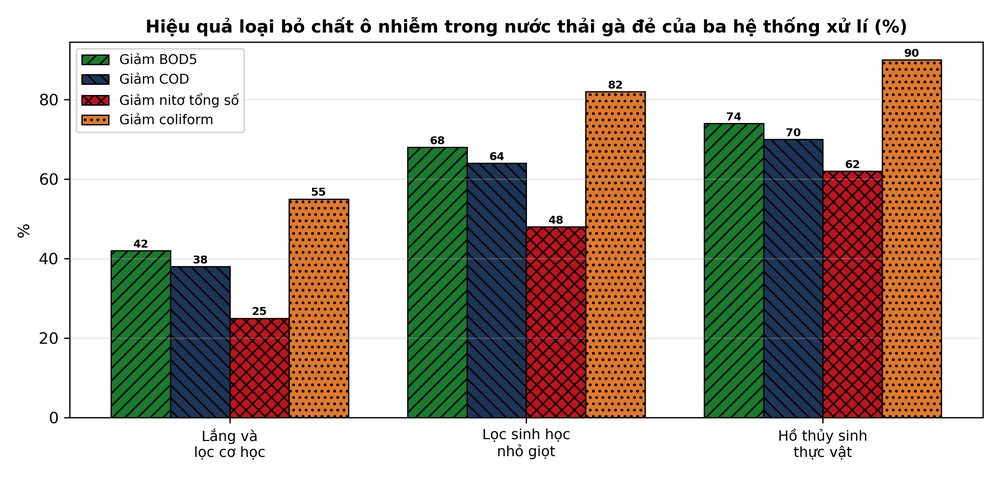 Hiệu quả loại bỏ chất ô nhiễm trong nước thải gà đẻ của ba hệ thống xử lí (%)
Giảm BOD5
Giảm COD
Giảm nitơ tổng số
Giảm coliform
%
80
60
40
20
0
42
38
25
55
68
64
48
82
74
70
62
90
Lắng và
lọc cơ học
Lọc sinh học
nhỏ giọt
Hồ thủy sinh
thực vật